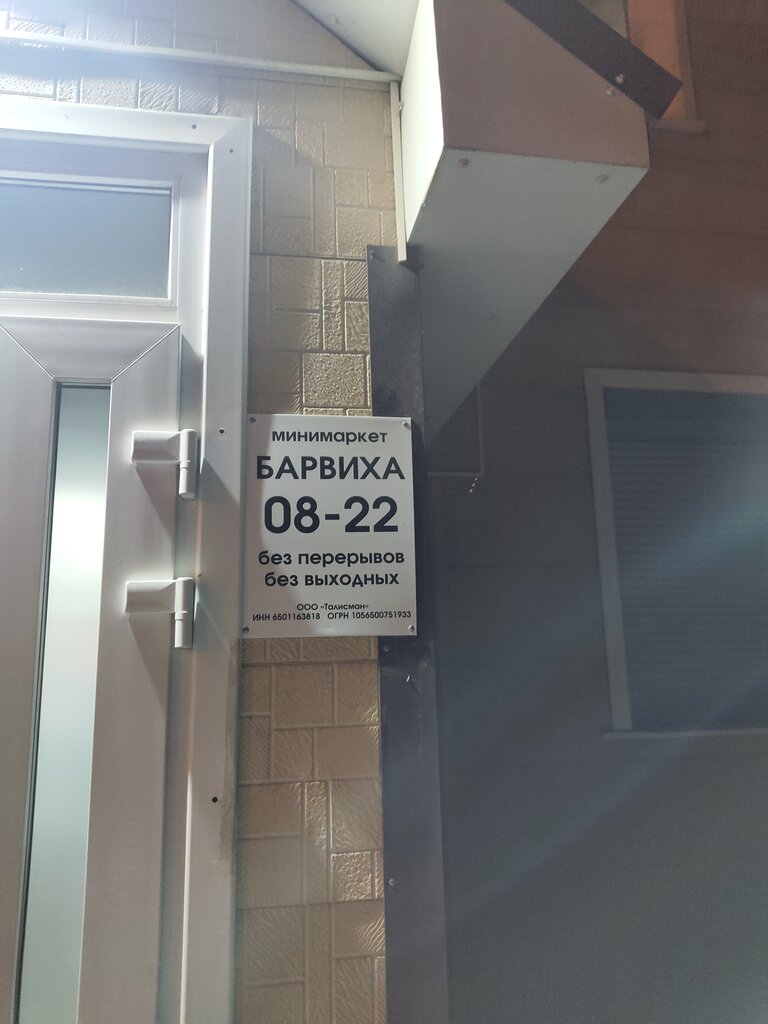 минимаркет
БАРВИХА
08-22
без перерывов
без выходных
ООО «Талисман»
ИНН 6501163818 ОГРН 1056500751933